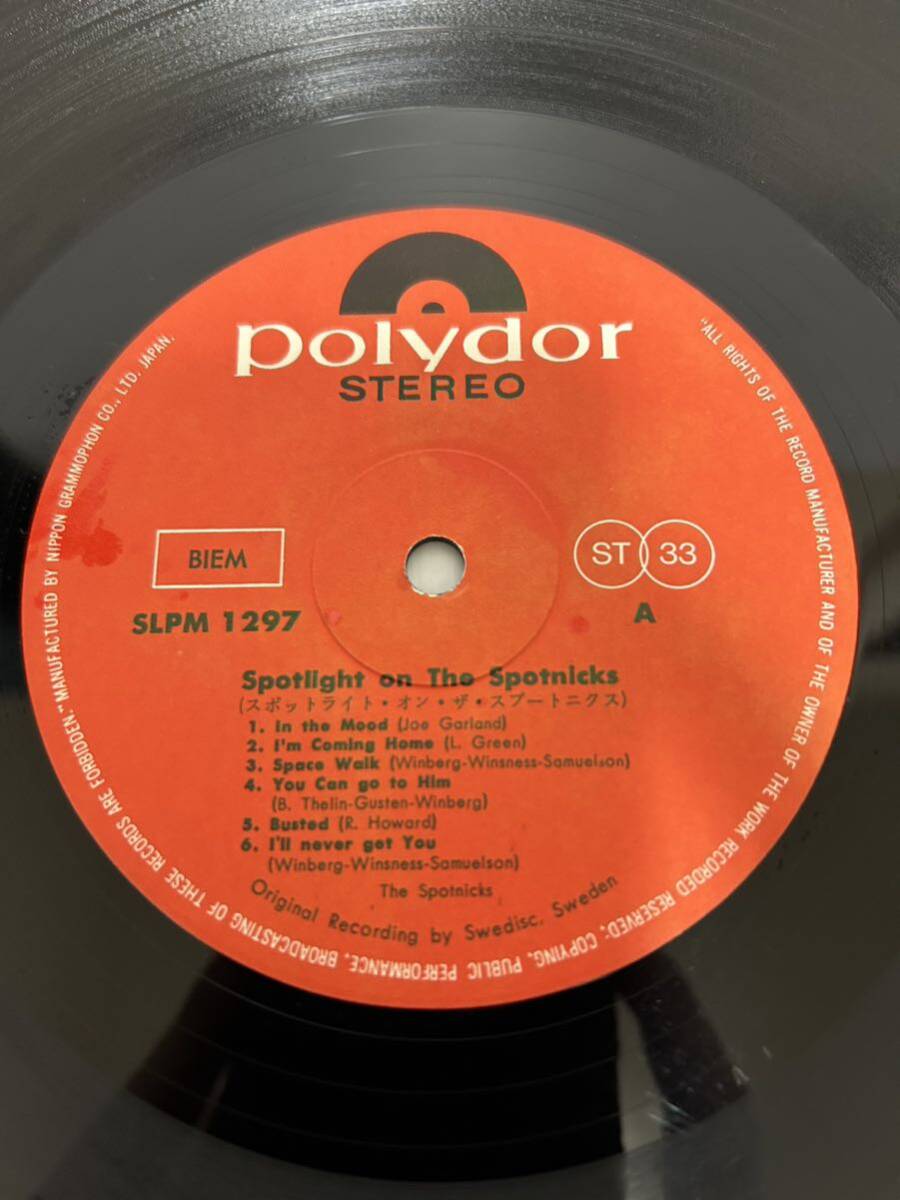 polydor
STEREO
BIEM
ST 33
SLPM 1297
A
Spotlight on The Spotnicks
(スポットライト・オン・ザ・スプートニクス)
1. In the Mood (Joe Garland)
2. I'm Coming Home (L. Green)
3. Space Walk (Winberg-Winsness-Samuelson)
4. You Can go to Him
(B. Thelin-Gusten-Winberg)
5. Busted (R. Howard)
6. I'll never get You
(Winberg-Winsness-Samuelson)
The Spotnicks
Original Recording by Swedisc, Sweden
"ALL RIGHTS OF THE RECORD MANUFACTURER AND OF THE OWNER OF THE WORK RECORDED RESERVED; COPYING, PUBLIC PERFORMANCE, BROADCASTING OF THESE RECORDS ARE FORBIDDEN." MANUFACTURED BY NIPPON GRAMMOPHON CO., LTD. JAPAN.